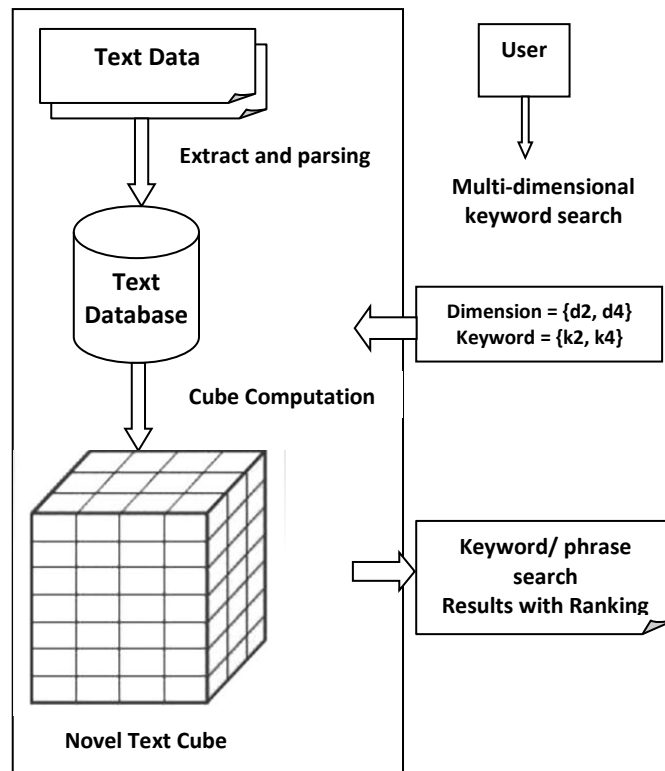 Text Data
User
Extract and parsing
Multi-dimensional
keyword search
Text
Database
Dimension = {d2, d4}
Keyword = {k2, k4}
Cube Computation
Keyword/ phrase
search
Results with Ranking
Novel Text Cube